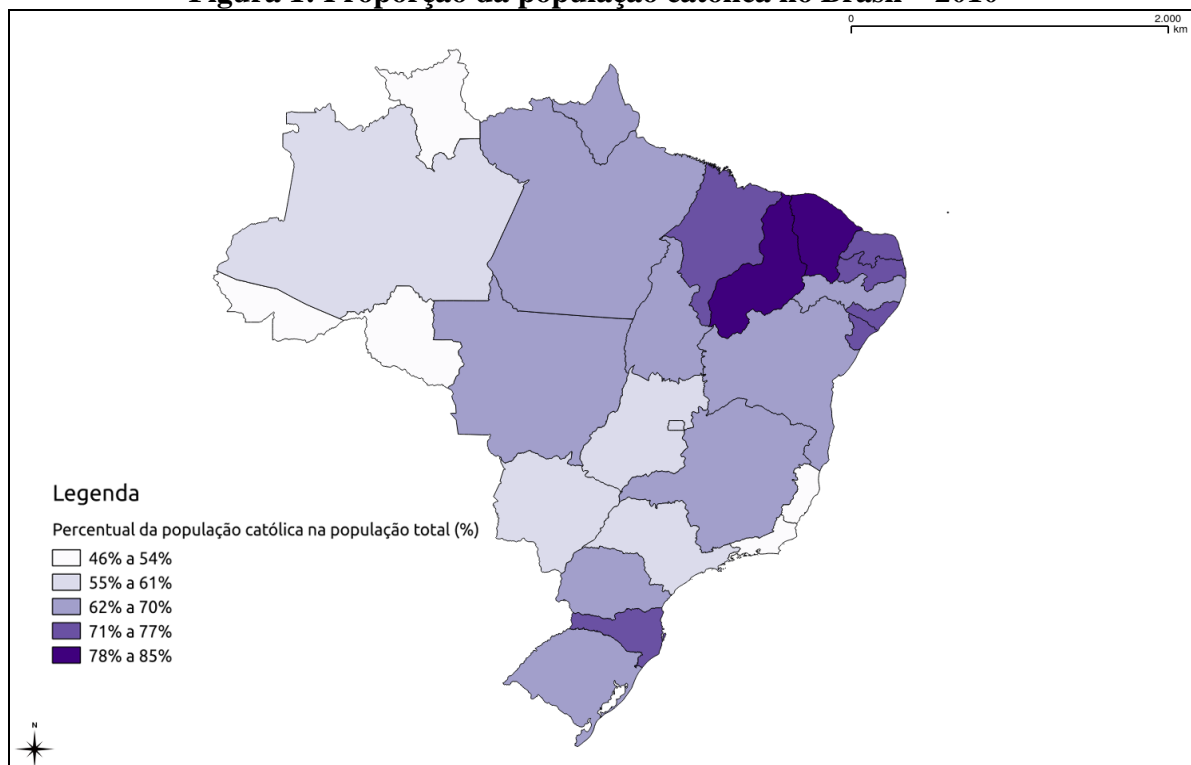 Figura 1: Proporção da população católica no Brasil – 2010
0 2.000
km
Legenda
Percentual da população católica na população total (%)
46% a 54%
55% a 61%
62% a 70%
71% a 77%
78% a 85%
N